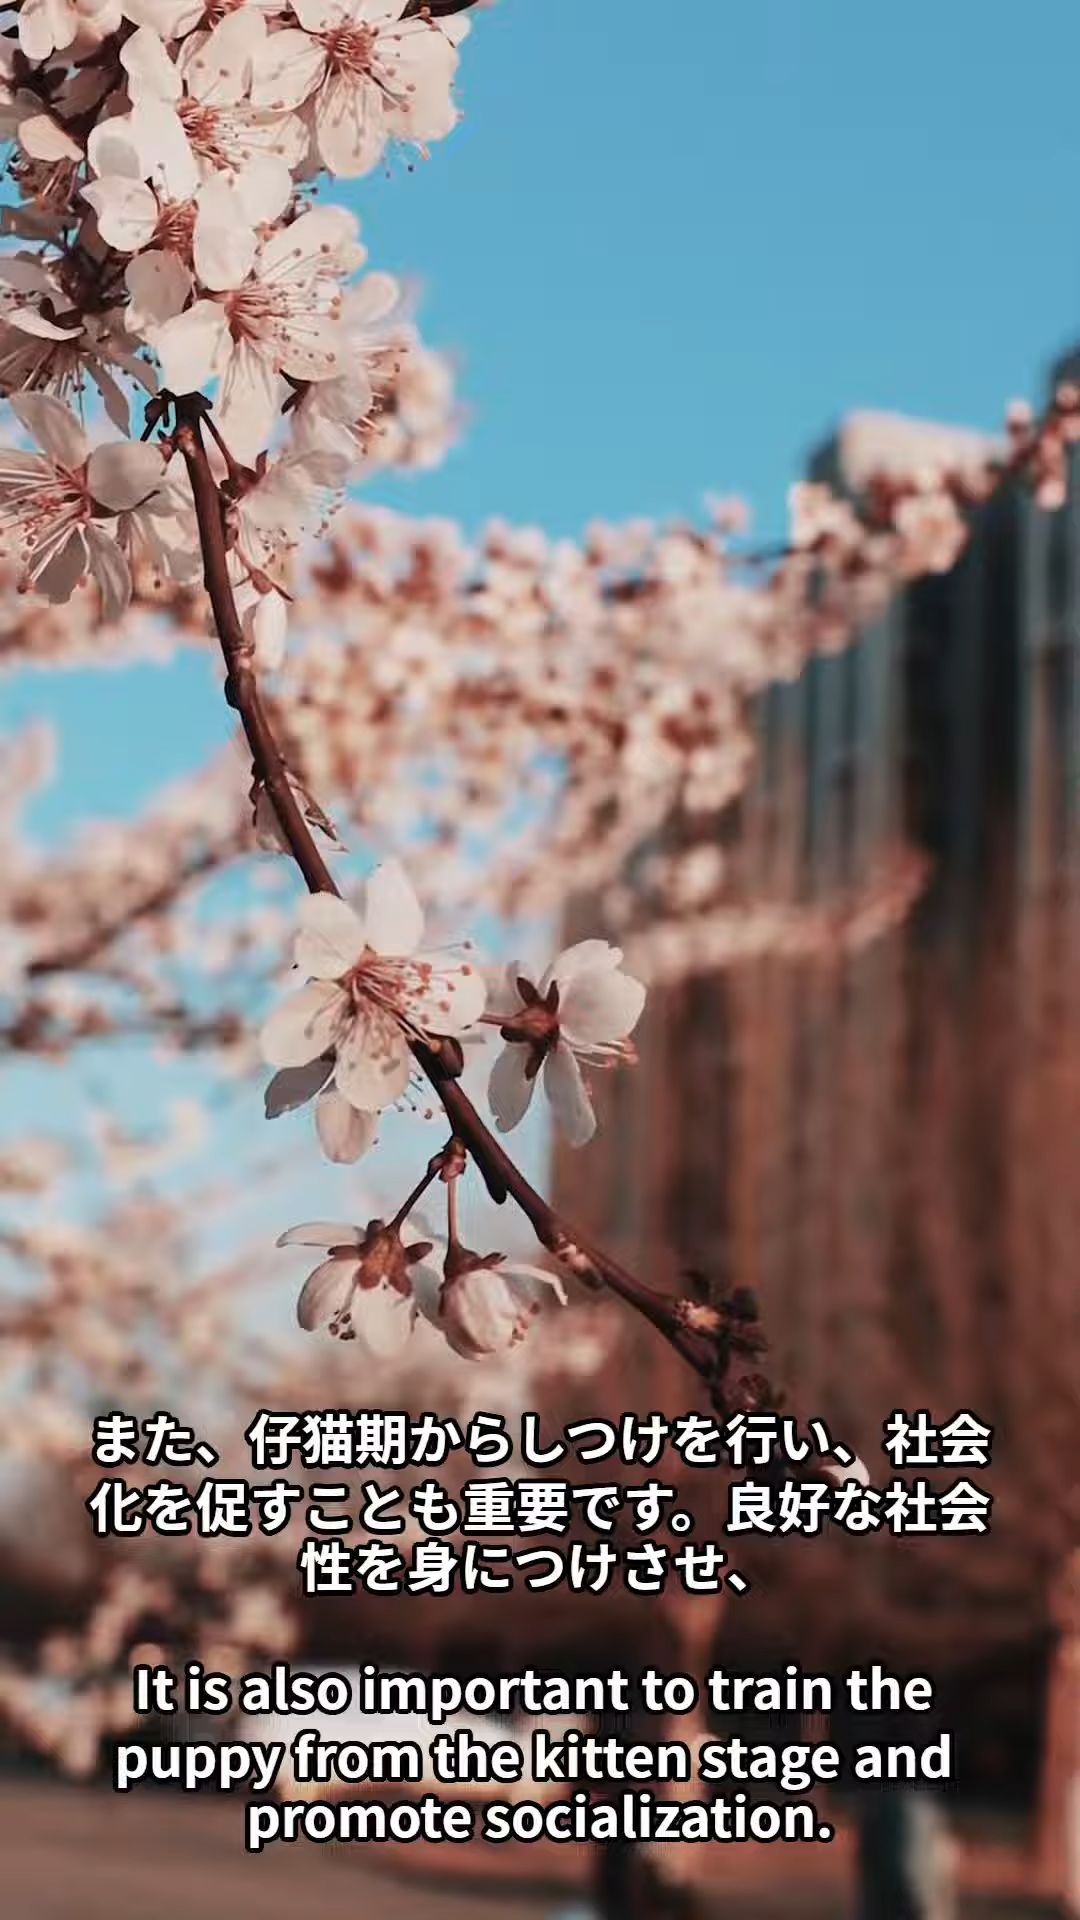 また、仔猫期からしつけを行い、社会
化を促すことも重要です。良好な社会
性を身につけさせ、
It is also important to train the
puppy from the kitten stage and
promote socialization.